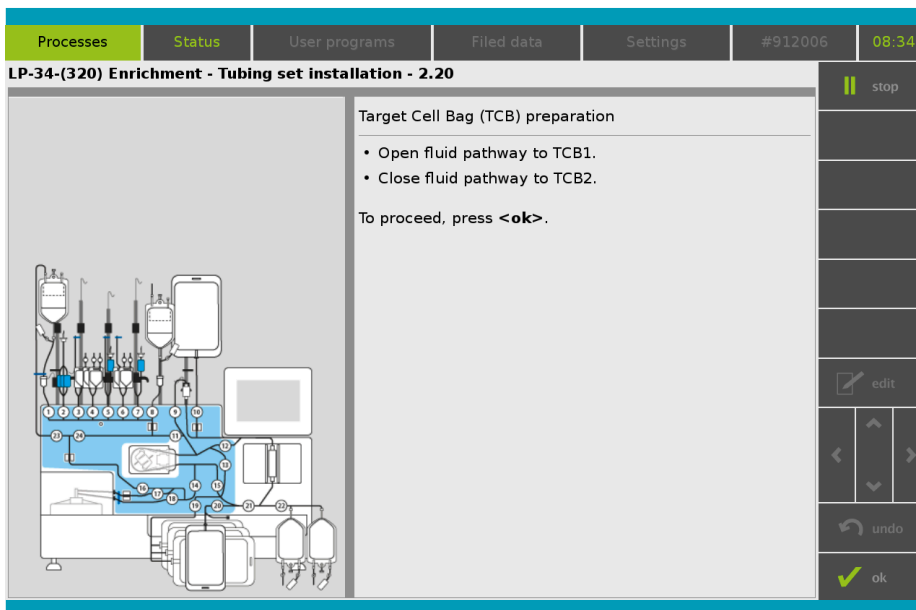 Processes Status User programs Filed data Settings #912006 08:34
LP-34-(320) Enrichment - Tubing set installation - 2.20
stop
Target Cell Bag (TCB) preparation
• Open fluid pathway to TCB1.
• Close fluid pathway to TCB2.
To proceed, press <ok>.
edit
undo
ok
1 2 3 4 5 6 7 8 9 10
23 24 11
12
13
16 17 18 14 15
19 20 21 22